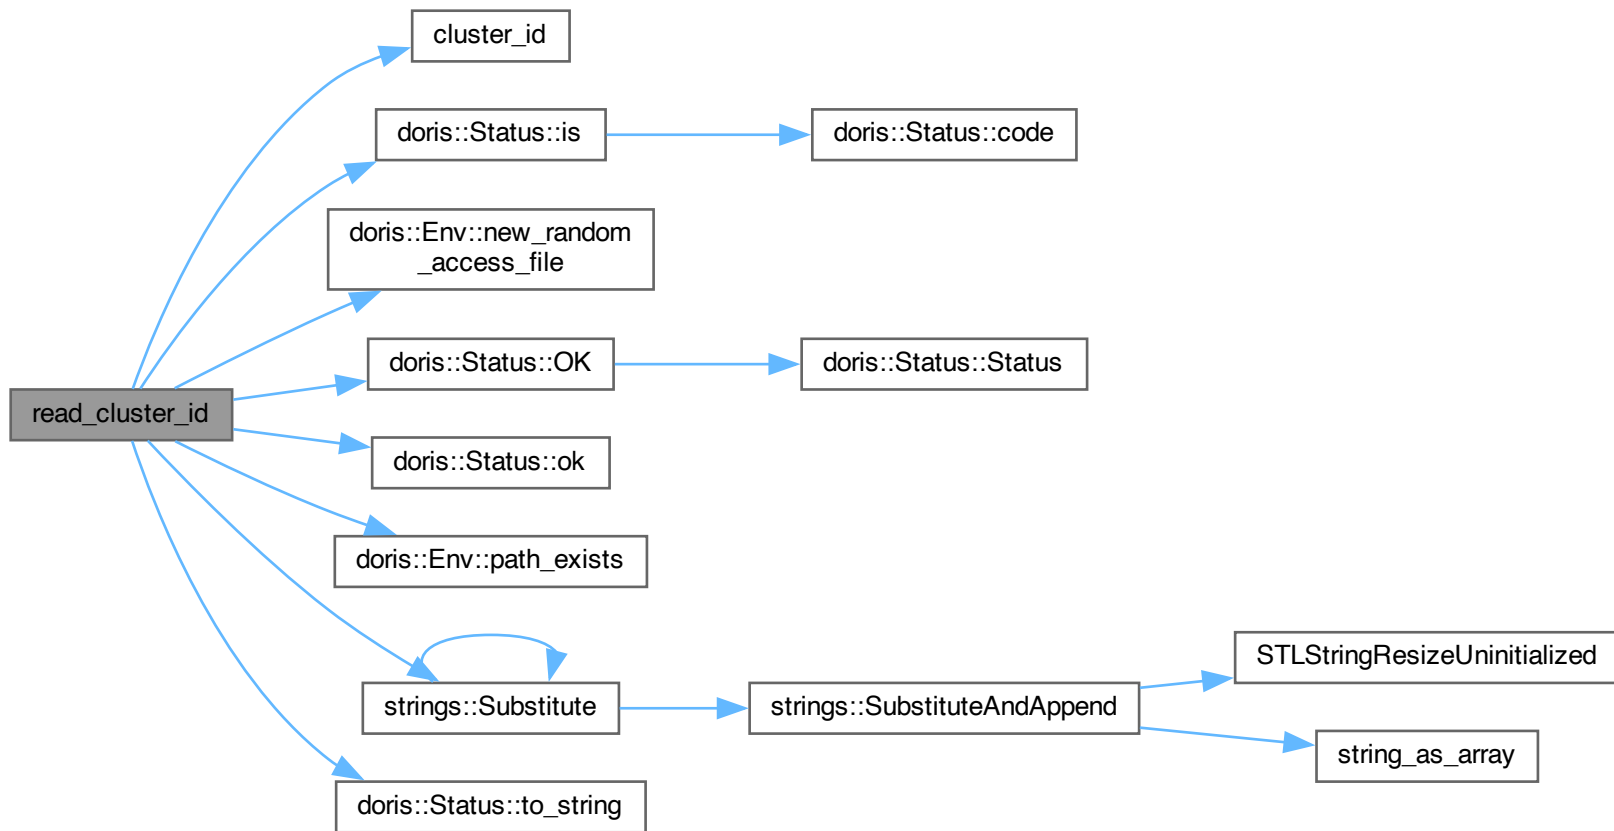 cluster_id
doris::Status::is
doris::Status::code
doris::Env::new_random
_access_file
doris::Status::OK
doris::Status::Status
read_cluster_id
doris::Status::ok
doris::Env::path_exists
STLStringResizeUninitialized
strings::Substitute
strings::SubstituteAndAppend
string_as_array
doris::Status::to_string